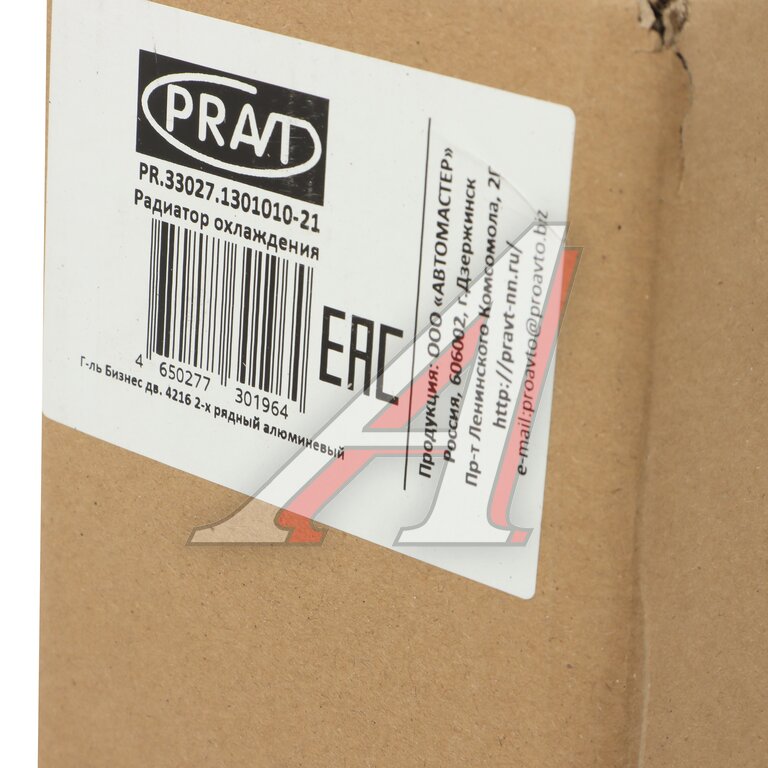 PRAVT
PR.33027.1301010-21
Радиатор охлаждения
4 650277 301964
Г-ль Бизнес дв. 4216 2-х рядный алюминевый
EAC
Продукция: ООО «АВТОМАСТЕР»
Россия, 606002, г.Дзержинск
Пр-т Ленинского Комсомола, 2Г
http://pravt-nn.ru/
e-mail:proavto@proavto.biz